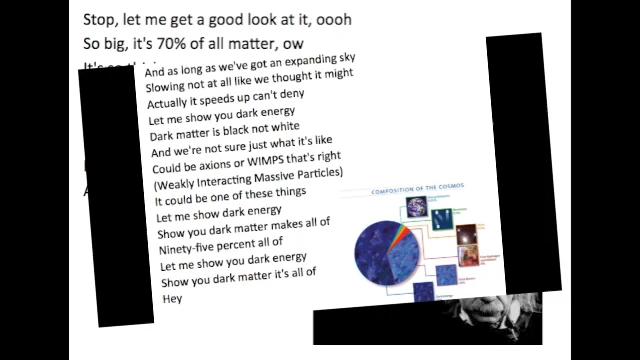 Stop, let me get a good look at it, oooh
So big, it's 70% of all matter, ow
And as long as we've got an expanding sky
Slowing not at all like we thought it might
Actually it speeds up can't deny
Let me show you dark energy
Dark matter is black not white
And we're not sure just what it's like
Could be axions or WIMPS that's right
(Weakly Interacting Massive Particles)
It could be one of these things
Let me show dark energy
Show you dark matter makes all of
Ninety-five percent all of
Let me show you dark energy
Show you dark matter it's all of
Hey
COMPOSITION OF THE COSMOS